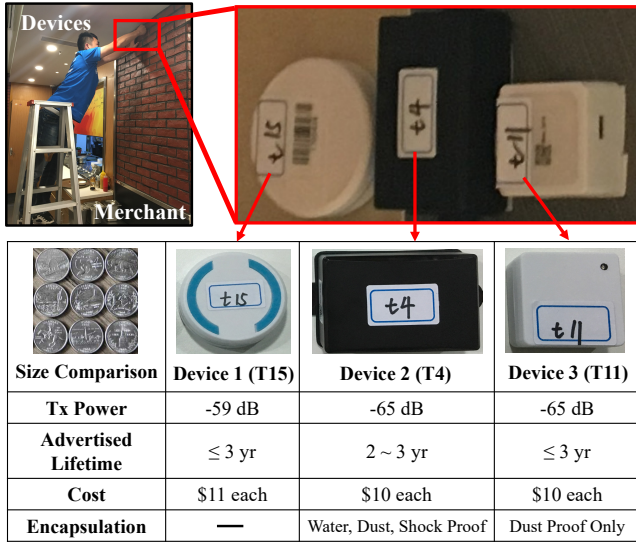 Devices
Merchant
t15
t4
t11
t15
t4
t11
Size Comparison
Device 1 (T15)
Device 2 (T4)
Device 3 (T11)
Tx Power
-59 dB
-65 dB
-65 dB
Advertised
Lifetime
≤ 3 yr
2 ~ 3 yr
≤ 3 yr
Cost
$11 each
$10 each
$10 each
Encapsulation
—
Water, Dust, Shock Proof
Dust Proof Only